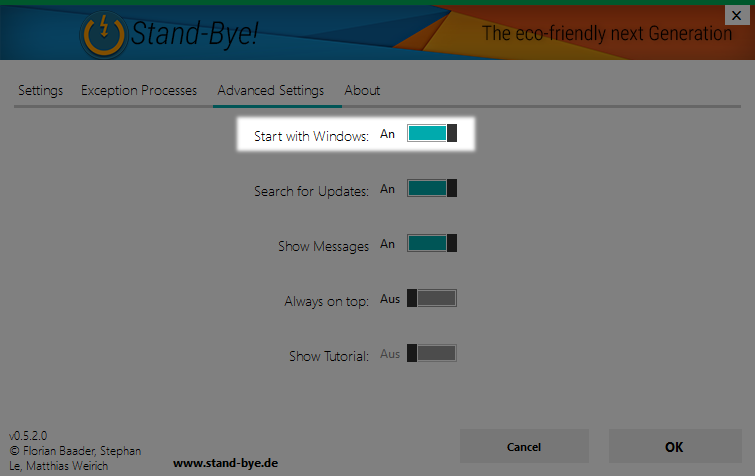 Stand-Bye!
The eco-friendly next Generation
Settings Exception Processes Advanced Settings About
Start with Windows: An
Search for Updates: An
Show Messages An
Always on top: Aus
Show Tutorial: Aus
v0.5.2.0
© Florian Baader, Stephan
Le, Matthias Weirich
www.stand-bye.de
Cancel
OK